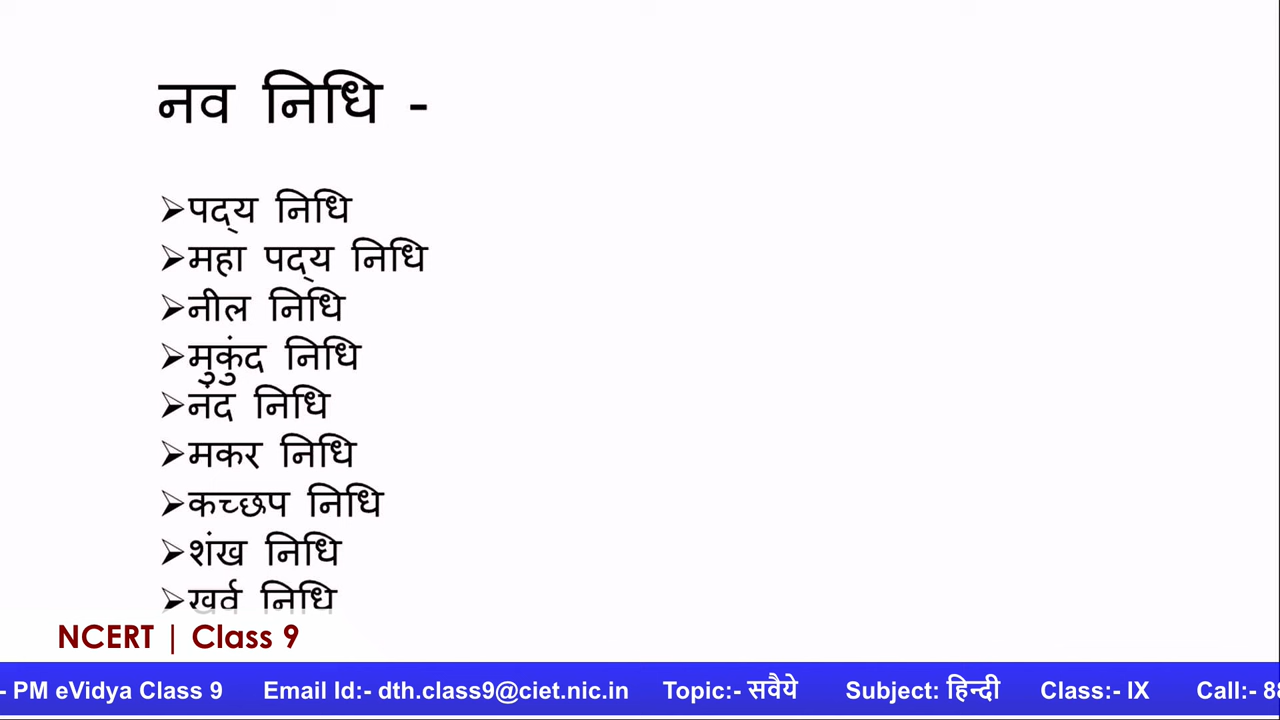 नव निधि -
➢पद्य निधि
➢महा पद्य निधि
➢नील निधि
➢मुकुंद निधि
➢नंद निधि
➢मकर निधि
➢कच्छप निधि
➢शंख निधि
➢खर्व निधि
NCERT | Class 9
- PM eVidya Class 9 Email Id:- dth.class9@ciet.nic.in Topic:- सवैये Subject: हिन्दी Class:- IX Call:- 88